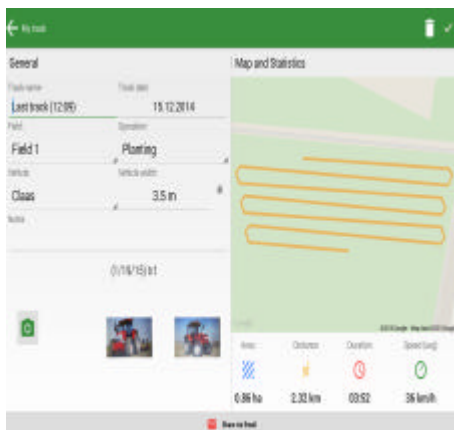 My track
General
Track name
Track date
Last track (12:09)
15.12.2014
Field
Operation
Field 1
Planting
Vehicle
Vehicle width
Claas
3.5 m
Notes
Map and Statistics
Area
Distance
Duration
Speed (avg)
0.86 ha
2.32 km
03:52
36 km/h